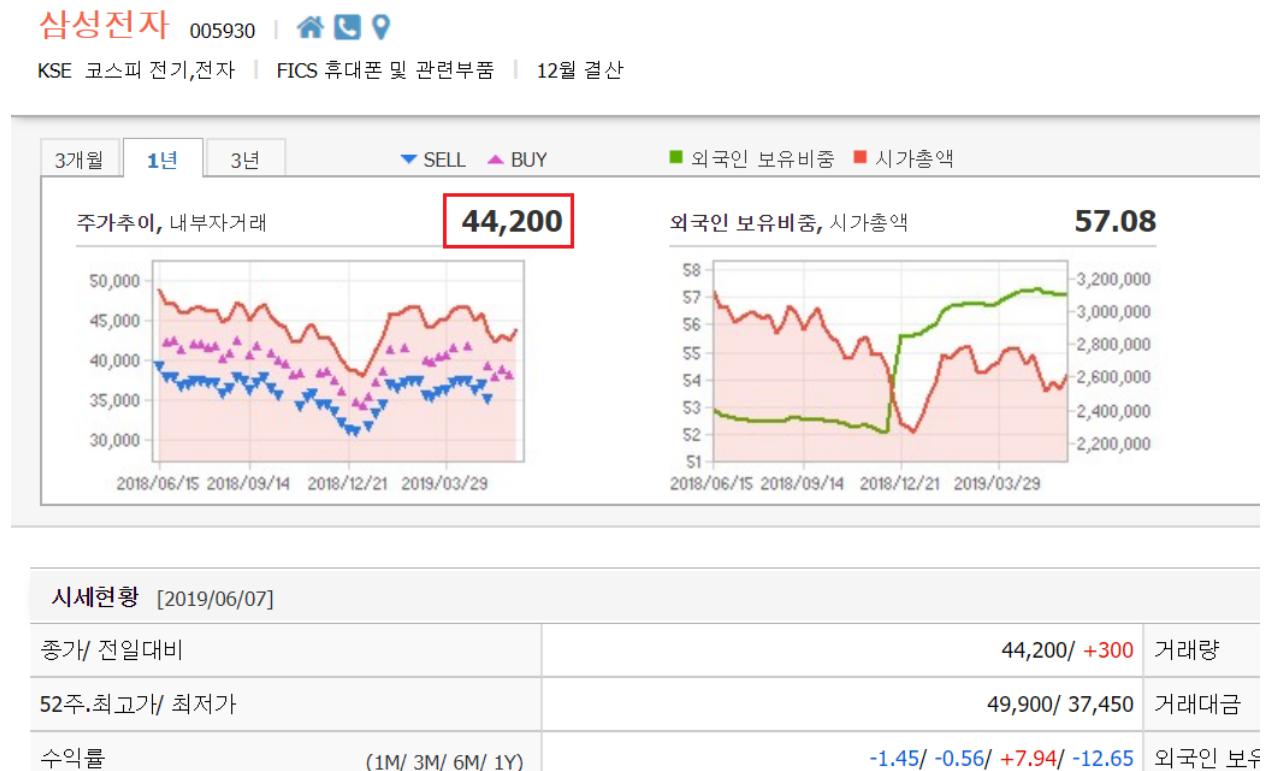 삼성전자 005930
KSE 코스피 전기,전자 FICS 휴대폰 및 관련부품 12월 결산
3개월 1년 3년 SELL BUY 외국인 보유비중 시가총액
주가추이, 내부자거래 44,200 외국인 보유비중, 시가총액 57.08
50,000
45,000
40,000
35,000
30,000
2018/06/15 2018/09/14 2018/12/21 2019/03/29
58
57
56
55
54
53
52
51
3,200,000
3,000,000
2,800,000
2,600,000
2,400,000
2,200,000
2018/06/15 2018/09/14 2018/12/21 2019/03/29
시세현황 [2019/06/07]
종가/ 전일대비 44,200/ +300 거래량
52주.최고가/ 최저가 49,900/ 37,450 거래대금
수익률 (1M/ 3M/ 6M/ 1Y) -1.45/ -0.56/ +7.94/ -12.65 외국인 보